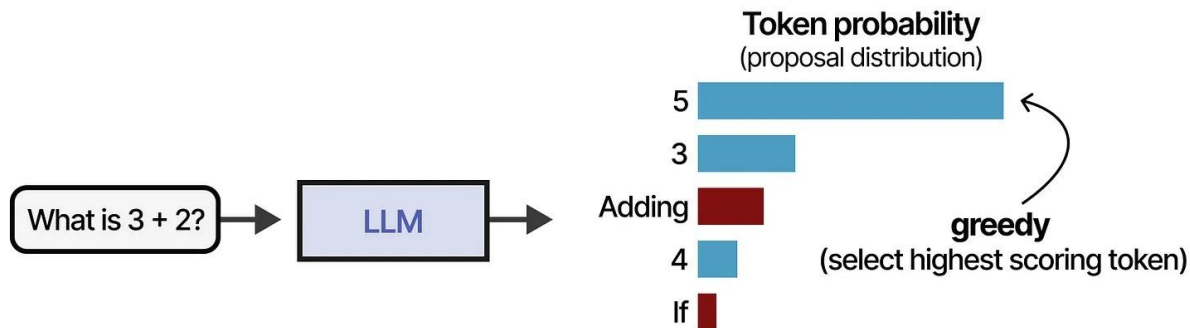 Token probability
(proposal distribution)
5
3
Adding
4
If
What is 3 + 2?
LLM
greedy
(select highest scoring token)